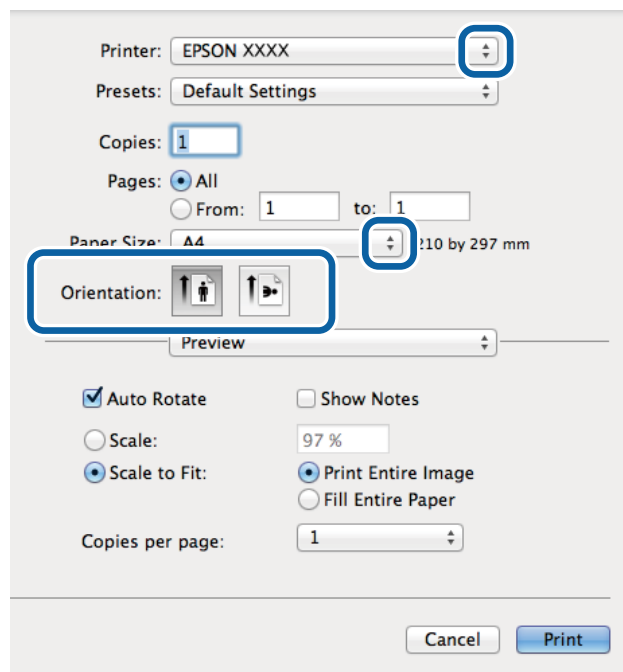 Printer: EPSON XXXX
Presets: Default Settings
Copies: 1
Pages: All
From: 1 to: 1
Paper Size: A4 210 by 297 mm
Orientation:
Preview
Auto Rotate Show Notes
Scale: 97 %
Scale to Fit: Print Entire Image
Fill Entire Paper
Copies per page: 1
Cancel Print